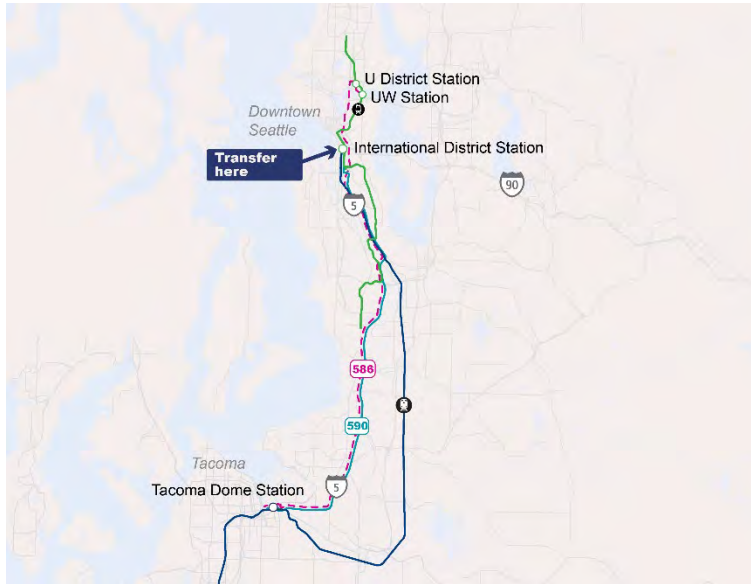 U District Station
UW Station
Downtown
Seattle
International District Station
Transfer
here
90
5
586
590
Tacoma
5
Tacoma Dome Station